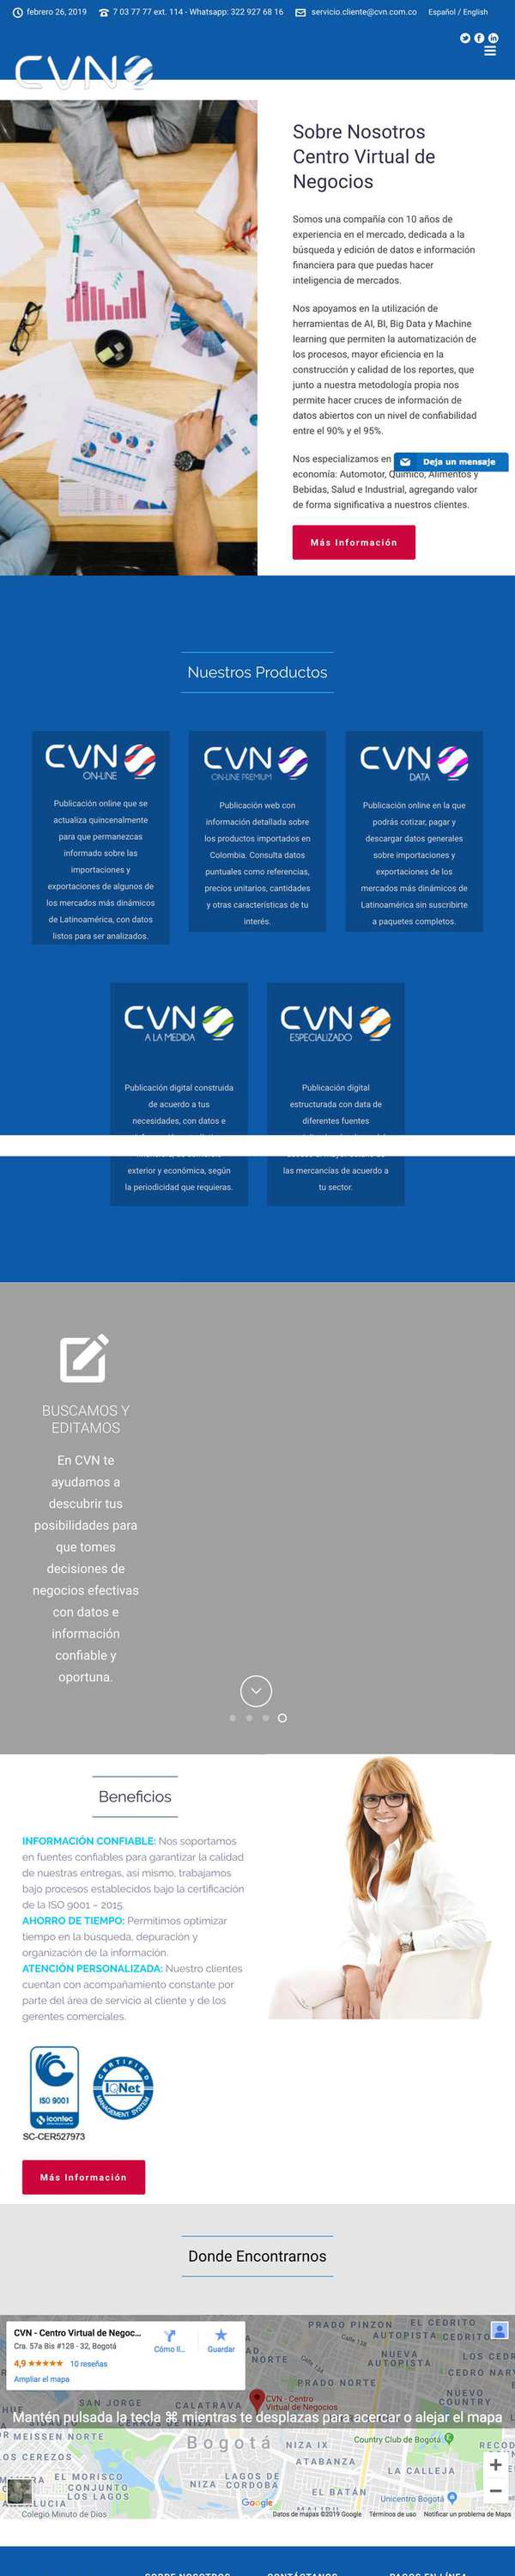 febrero 26, 2019 7 03 77 77 ext. 114 - Whatsapp: 322 927 68 16 servicio.cliente@cvn.com.co Español / English
CVN
Sobre Nosotros
Centro Virtual de
Negocios
Somos una compañía con 10 años de
experiencia en el mercado, dedicada a la
búsqueda y edición de datos e información
financiera para que puedas hacer
inteligencia de mercados.
Nos apoyamos en la utilización de
herramientas de AI, BI, Big Data y Machine
learning que permiten la automatización de
los procesos, mayor eficiencia en la
construcción y calidad de los reportes, que
junto a nuestra metodología propia nos
permite hacer cruces de información de
datos abiertos con un nivel de confiabilidad
entre el 90% y el 95%.
Nos especializamos en
Deja un mensaje
economía: Automotor, Químico, Alimentos y
Bebidas, Salud e Industrial, agregando valor
de forma significativa a nuestros clientes.
Más Información
Nuestros Productos
CVN
ON-LINE
Publicación online que se
actualiza quincenalmente
para que permanezcas
informado sobre las
importaciones y
exportaciones de algunos de
los mercados más dinámicos
de Latinoamérica, con datos
listos para ser analizados.
CVN
ON-LINE PREMIUM
Publicación web con
información detallada sobre
los productos importados en
Colombia. Consulta datos
puntuales como referencias,
precios unitarios, cantidades
y otras características de tu
interés.
CVN
DATA
Publicación online en la que
podrás cotizar, pagar y
descargar datos generales
sobre importaciones y
exportaciones de los
mercados más dinámicos de
Latinoamérica sin suscribirte
a paquetes completos.
CVN
A LA MEDIDA
Publicación digital construida
de acuerdo a tus
necesidades, con datos e
exterior y económica, según
la periodicidad que requieras.
CVN
ESPECIALIZADO
Publicación digital
estructurada con data de
diferentes fuentes
las mercancías de acuerdo a
tu sector.
BUSCAMOS Y
EDITAMOS
En CVN te
ayudamos a
descubrir tus
posibilidades para
que tomes
decisiones de
negocios efectivas
con datos e
información
confiable y
oportuna.
Beneficios
INFORMACIÓN CONFIABLE: Nos soportamos
en fuentes confiables para garantizar la calidad
de nuestras entregas, así mismo, trabajamos
bajo procesos establecidos bajo la certificación
de la ISO 9001 – 2015.
AHORRO DE TIEMPO: Permitimos optimizar
tiempo en la búsqueda, depuración y
organización de la información.
ATENCIÓN PERSONALIZADA: Nuestro clientes
cuentan con acompañamiento constante por
parte del área de servicio al cliente y de los
gerentes comerciales.
ISO 9001
icontec
CERTIFIED
IQNet
MANAGEMENT SYSTEM
SC-CER527973
Más Información
Donde Encontrarnos
CVN - Centro Virtual de Negoc...
Cra. 57a Bis #128 - 32, Bogotá
4,9 ★★★★★ 10 reseñas
Ampliar el mapa
Cómo ll...
Guardar
PRADO PINZON
EL CEDRITO
Calle 138
AUTOPISTA
CEDRITO
NORTE
Calle 134
NUEVA
AUTOPISTA
LOS CEDR
CEDRO NAR
PRADO NORTE
NUEVO
COUNTRY
SAN JORGE
CALATRAVA
CVN - Centro
Virtual de Negocios
Mantén pulsada la tecla ⌘ mientras te desplazas para acercar o alejar el mapa
MEISSEN NORTE
CERROS DE NIZA
Bogotá
NIZA IX
Country Club de Bogotá
RECOD
OS CEREZOS
ATABANZA
LA CALLEJA
EL MORISCO
CONJUNTO
LOS LAGOS
LAGOS DE
CORDOBA
NIZA
EL BATÁN
Unicentro Bogotá
Google
Colegio Minuto de Dios
Datos de mapas ©2019 Google Términos de uso Notificar un problema de Maps